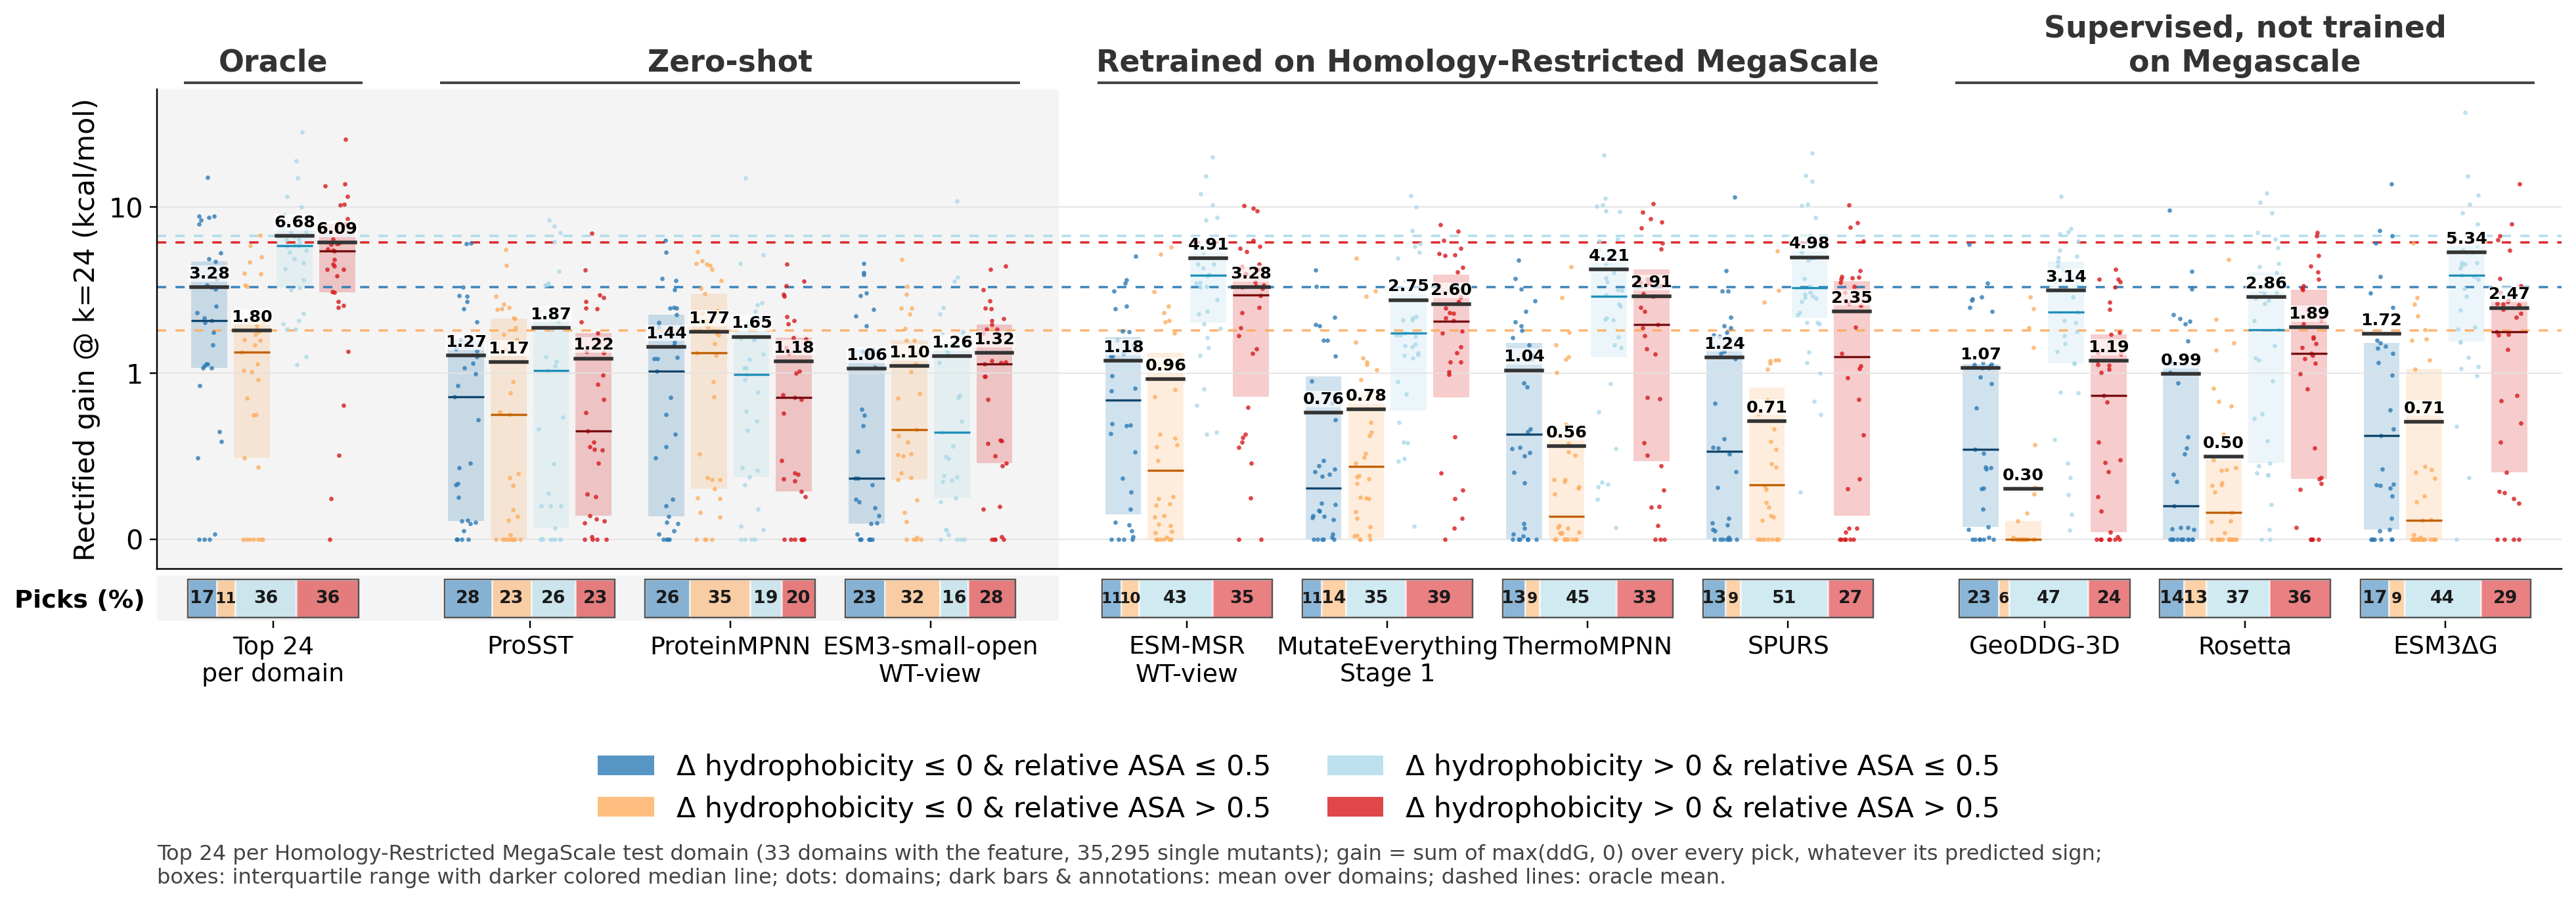 Oracle
Zero-shot
Retrained on Homology-Restricted MegaScale
Supervised, not trained
on Megascale
Rectified gain @ k=24 (kcal/mol)
10
1
0
3.28 1.80 6.68 6.09
1.27 1.17 1.87 1.22
1.44 1.77 1.65 1.18
1.06 1.10 1.26 1.32
1.18 0.96 4.91 3.28
0.76 0.78 2.75 2.60
1.04 0.56 4.21 2.91
1.24 0.71 4.98 2.35
1.07 0.30 3.14 1.19
0.99 0.50 2.86 1.89
1.72 0.71 5.34 2.47
Picks (%)
17 11 36 36
28 23 26 23
26 35 19 20
23 32 16 28
11 10 43 35
11 14 35 39
13 9 45 33
13 9 51 27
23 6 47 24
14 13 37 36
17 9 44 29
Top 24
per domain
ProSST
ProteinMPNN
ESM3-small-open
WT-view
ESM-MSR
WT-view
MutateEverything
Stage 1
ThermoMPNN
SPURS
GeoDDG-3D
Rosetta
ESM3ΔG
Δ hydrophobicity ≤ 0 & relative ASA ≤ 0.5
Δ hydrophobicity ≤ 0 & relative ASA > 0.5
Δ hydrophobicity > 0 & relative ASA ≤ 0.5
Δ hydrophobicity > 0 & relative ASA > 0.5
Top 24 per Homology-Restricted MegaScale test domain (33 domains with the feature, 35,295 single mutants); gain = sum of max(ddG, 0) over every pick, whatever its predicted sign;
boxes: interquartile range with darker colored median line; dots: domains; dark bars & annotations: mean over domains; dashed lines: oracle mean.